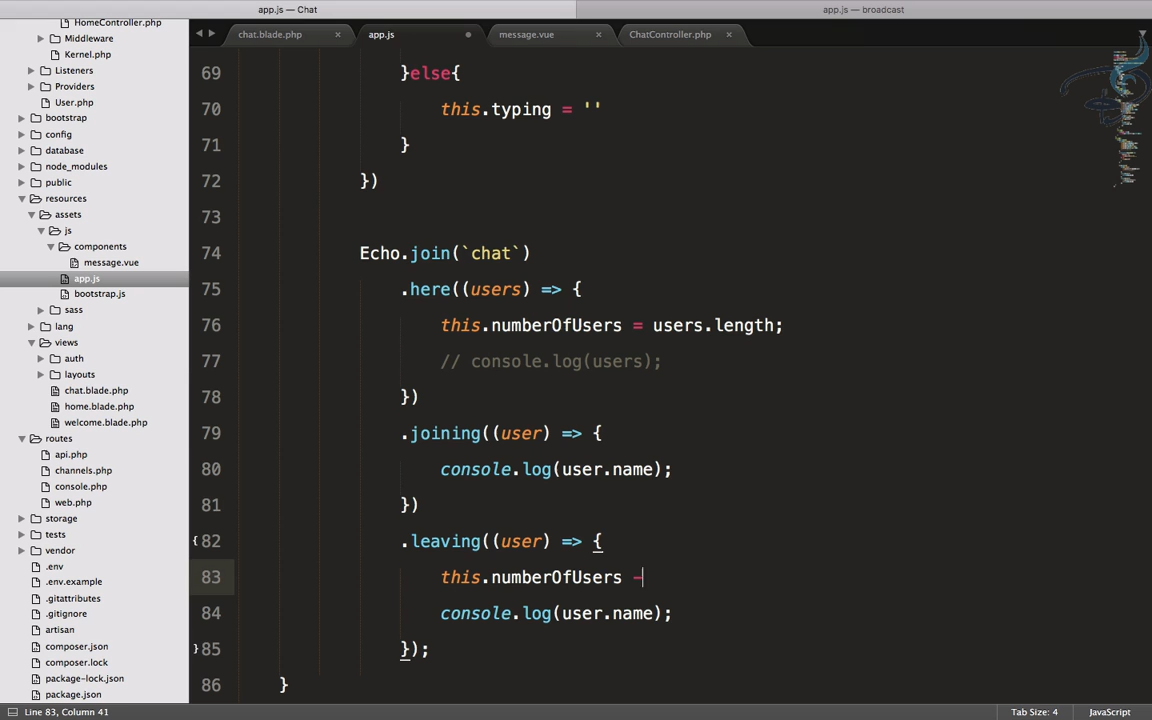 app.js — Chat
app.js — broadcast
HomeController.php
Middleware
Kernel.php
Listeners
Providers
User.php
bootstrap
config
database
node_modules
public
resources
assets
js
components
message.vue
app.js
bootstrap.js
sass
lang
views
auth
layouts
chat.blade.php
home.blade.php
welcome.blade.php
routes
api.php
channels.php
console.php
web.php
storage
tests
vendor
.env
.env.example
.gitattributes
.gitignore
artisan
composer.json
composer.lock
package-lock.json
package.json
chat.blade.php
app.js
message.vue
ChatController.php
69 }else{
70 this.typing = ''
71 }
72 })
73
74 Echo.join(`chat`)
75 .here((users) => {
76 this.numberOfUsers = users.length;
77 // console.log(users);
78 })
79 .joining((user) => {
80 console.log(user.name);
81 })
82 .leaving((user) => {
83 this.numberOfUsers -
84 console.log(user.name);
85 });
86 }
Line 83, Column 41
Tab Size: 4
JavaScript